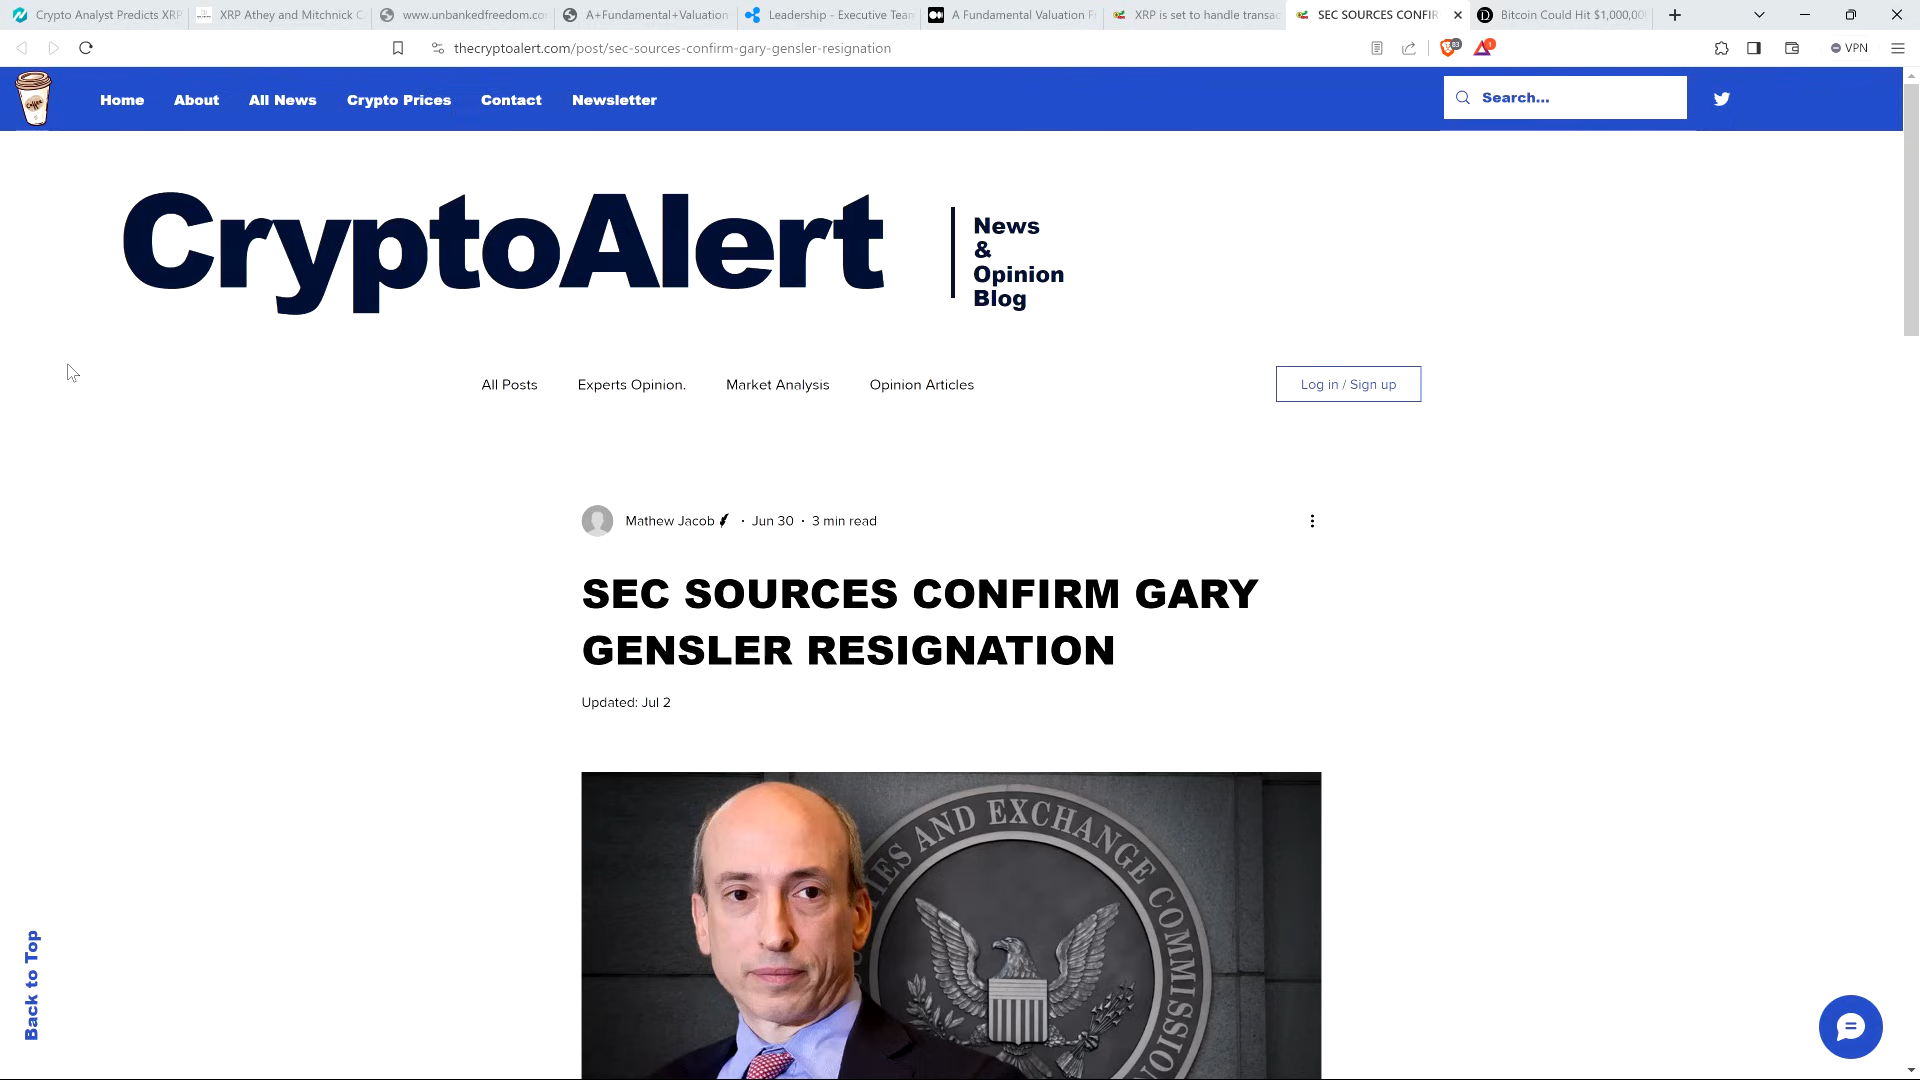 Crypto Analyst Predicts XRP
XRP Athey and Mitchnick C
www.unbankedfreedom.co
A+Fundamental+Valuation
Leadership - Executive Team
A Fundamental Valuation F
XRP is set to handle transac
SEC SOURCES CONFIR
Bitcoin Could Hit $1,000,00
thecryptoalert.com/post/sec-sources-confirm-gary-gensler-resignation
83
1
VPN
Coffee
Home
About
All News
Crypto Prices
Contact
Newsletter
Search...
CryptoAlert
News
&
Opinion
Blog
All Posts
Experts Opinion.
Market Analysis
Opinion Articles
Log in / Sign up
Mathew Jacob · Jun 30 · 3 min read
SEC SOURCES CONFIRM GARY
GENSLER RESIGNATION
Updated: Jul 2
IES AND EXCHANGE COMMISSION
Back to Top